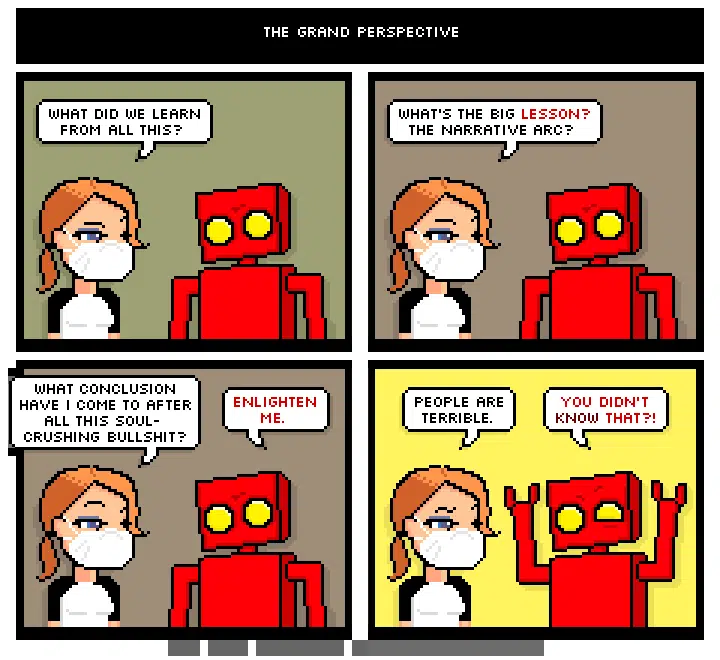 THE GRAND PERSPECTIVE
WHAT DID WE LEARN
FROM ALL THIS?
WHAT'S THE BIG LESSON?
THE NARRATIVE ARC?
WHAT CONCLUSION
HAVE I COME TO AFTER
ALL THIS SOUL-
CRUSHING BULLSHIT?
ENLIGHTEN
ME.
PEOPLE ARE
TERRIBLE.
YOU DIDN'T
KNOW THAT?!